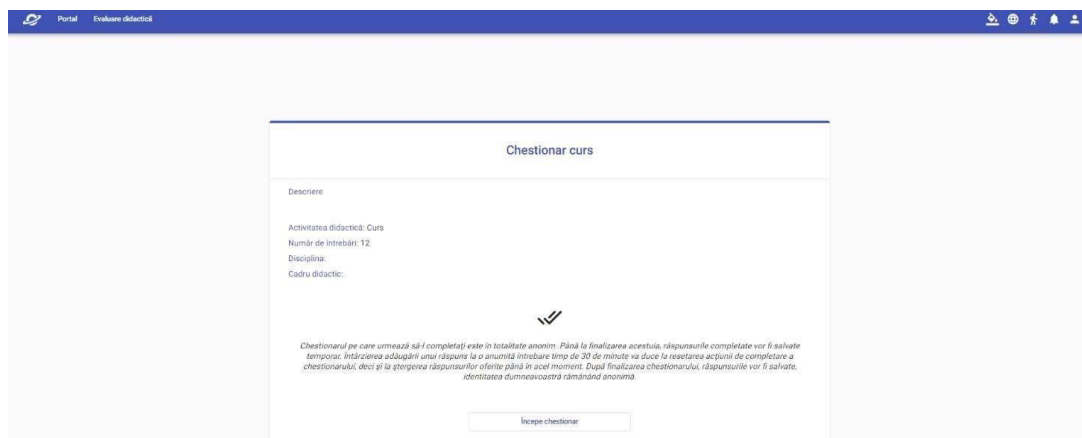 Portal Evaluare didactică
Chestionar curs
Descriere
Activitatea didactică: Curs
Număr de întrebări: 12
Disciplina:
Cadru didactic:
Chestionarul pe care urmează să-l completați este în totalitate anonim. Până la finalizarea acestuia, răspunsurile completate vor fi salvate
temporar. Întârzierea adăugării unui răspuns la o anumită întrebare timp de 30 de minute va duce la resetarea acțiunii de completare a
chestionarului, deci și la ștergerea răspunsurilor oferite până în acel moment. După finalizarea chestionarului, răspunsurile vor fi salvate,
identitatea dumneavoastră rămânând anonimă.
Începe chestionar